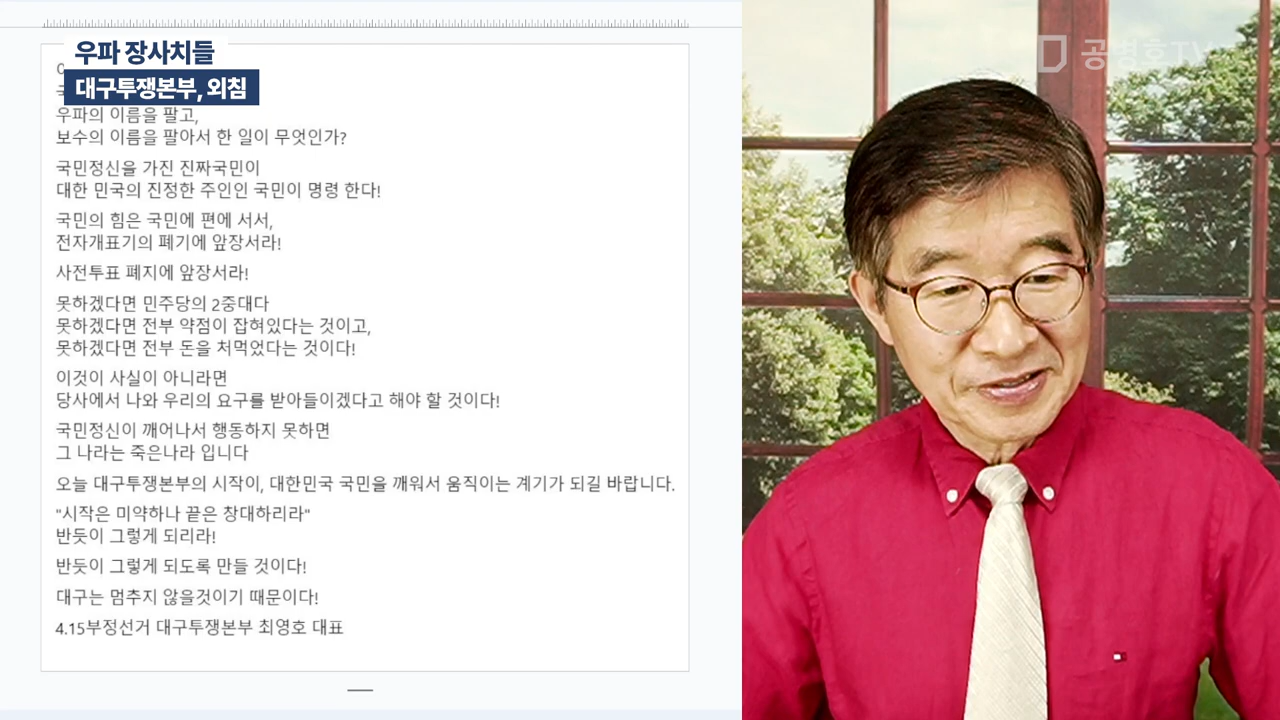 우파 장사치들
대구투쟁본부, 외침
공병호TV
우파의 이름을 팔고,
보수의 이름을 팔아서 한 일이 무엇인가?
국민정신을 가진 진짜국민이
대한 민국의 진정한 주인인 국민이 명령 한다!
국민의 힘은 국민에 편에 서서,
전자개표기의 폐기에 앞장서라!
사전투표 폐지에 앞장서라!
못하겠다면 민주당의 2중대다
못하겠다면 전부 약점이 잡혀있다는 것이고,
못하겠다면 전부 돈을 처먹었다는 것이다!
이것이 사실이 아니라면
당사에서 나와 우리의 요구를 받아들이겠다고 해야 할 것이다!
국민정신이 깨어나서 행동하지 못하면
그 나라는 죽은나라 입니다
오늘 대구투쟁본부의 시작이, 대한민국 국민을 깨워서 움직이는 계기가 되길 바랍니다.
"시작은 미약하나 끝은 창대하리라"
반듯이 그렇게 되리라!
반듯이 그렇게 되도록 만들 것이다!
대구는 멈추지 않을것이기 때문이다!
4.15부정선거 대구투쟁본부 최영호 대표